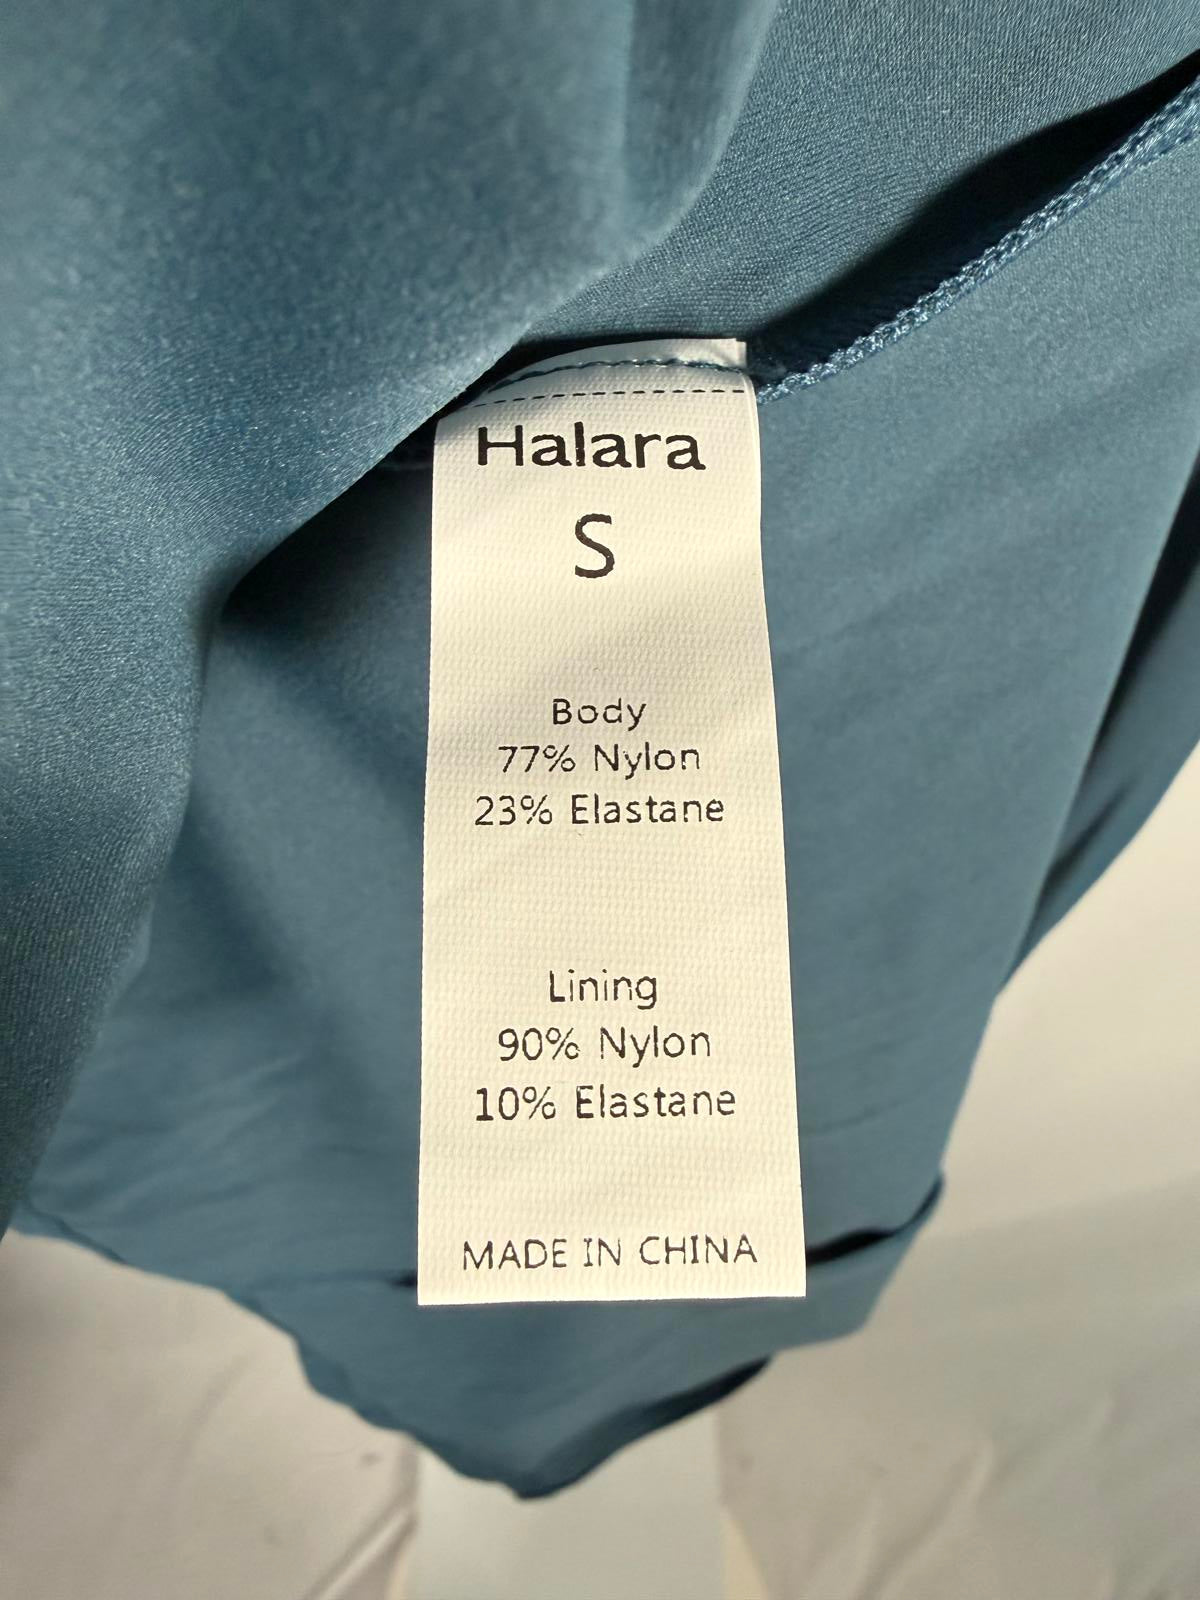 Halara
S
Body
77% Nylon
23% Elastane
Lining
90% Nylon
10% Elastane
MADE IN CHINA